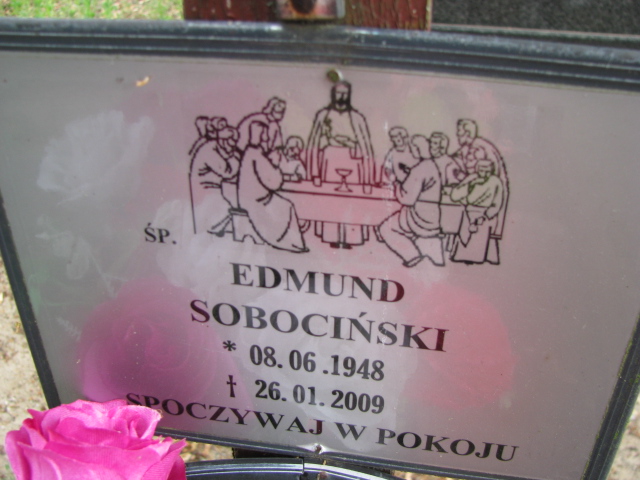 ŚP.
EDMUND
SOBOCIŃSKI
* 08.06.1948
† 26.01.2009
SPOCZYWAJ W POKOJU